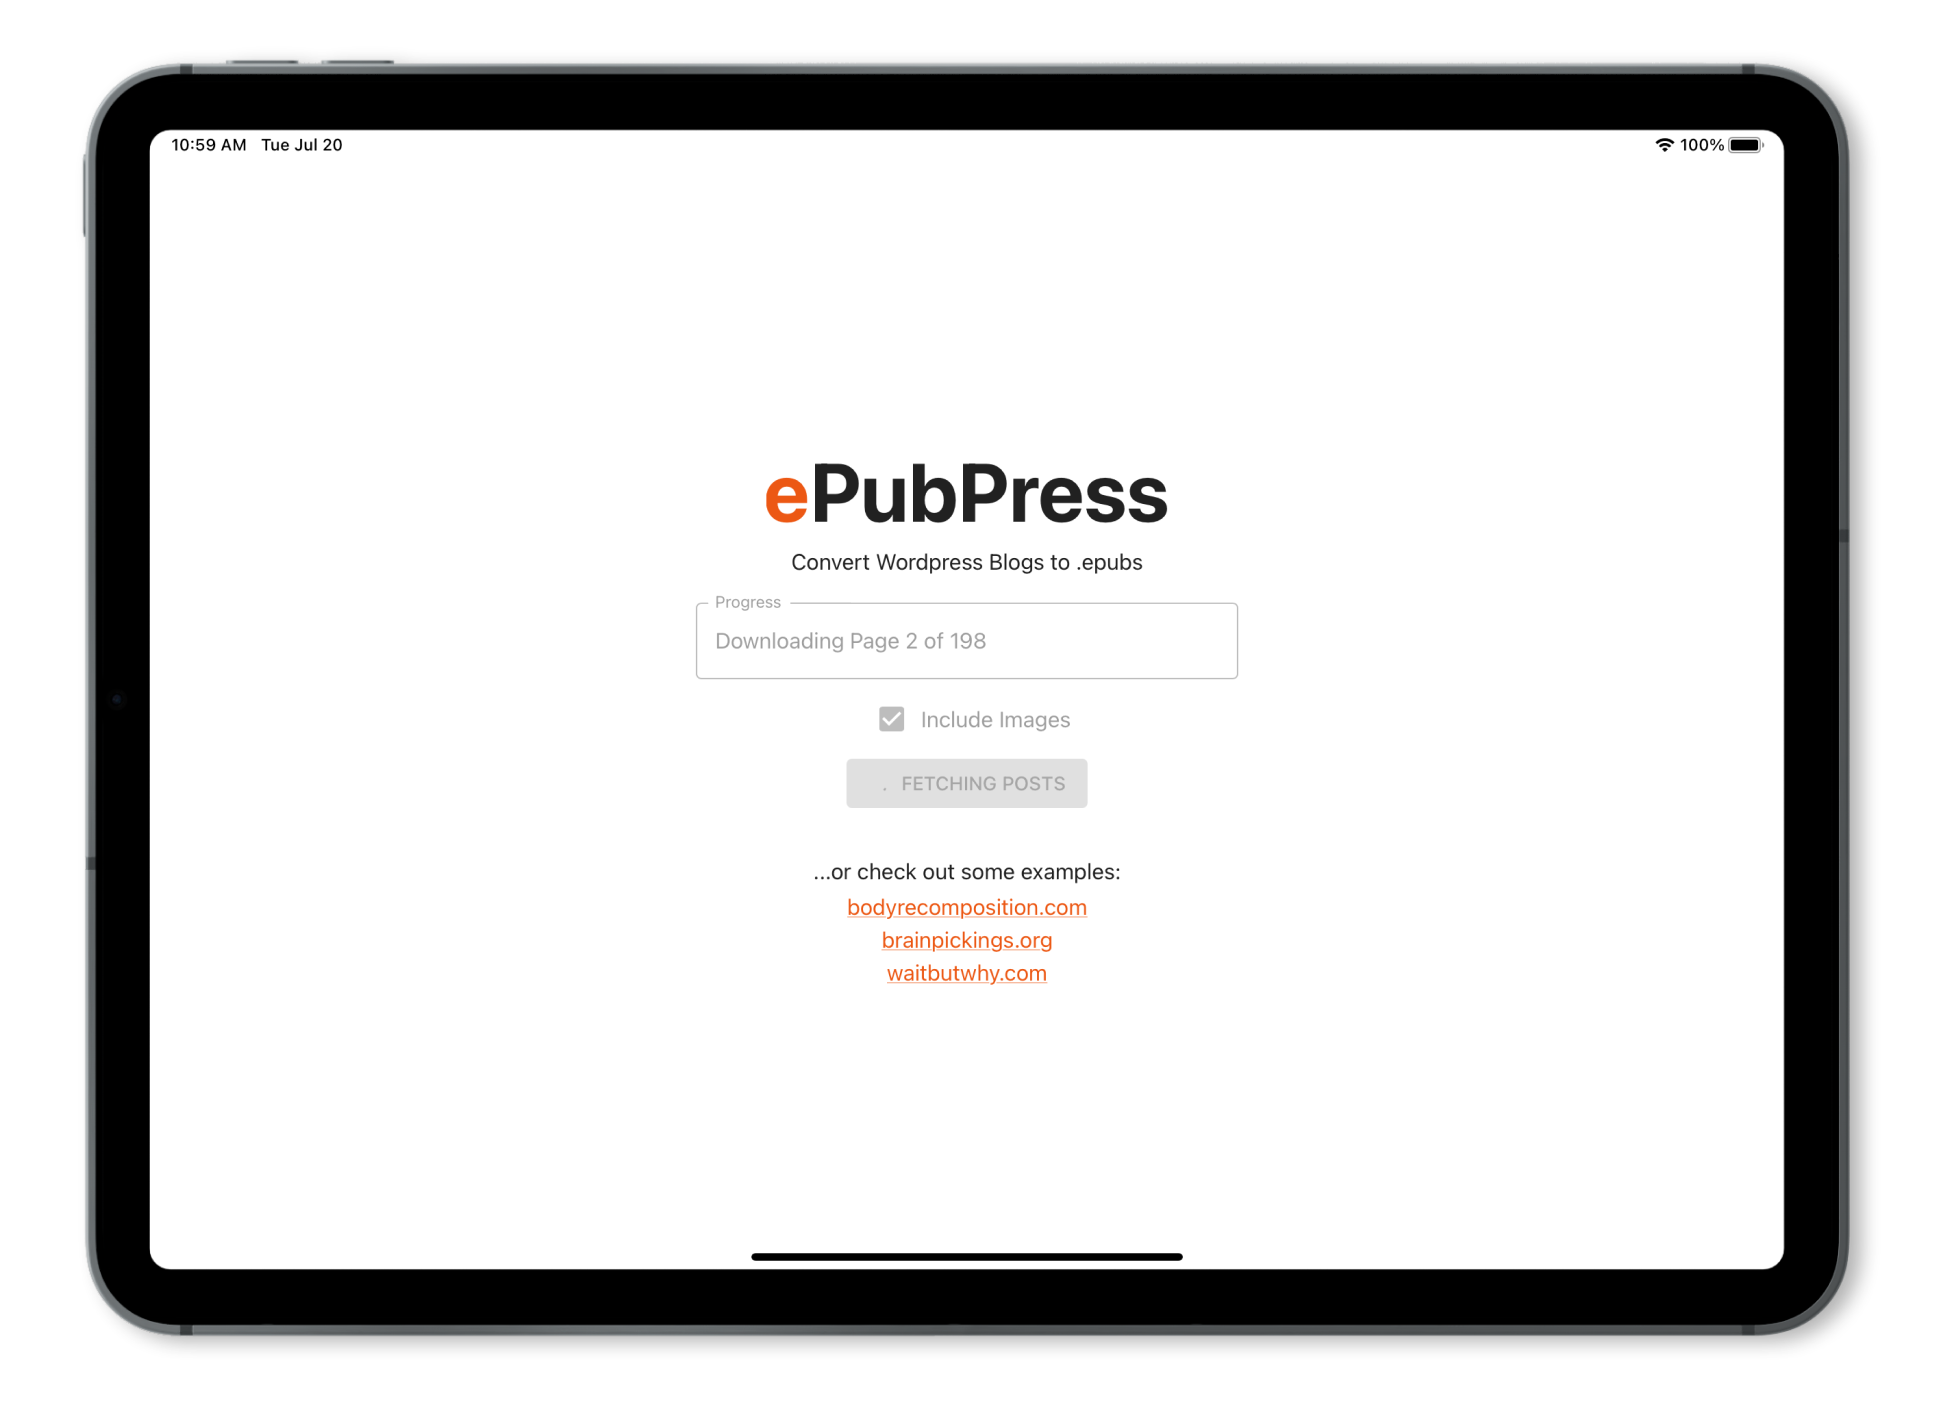 10:59 AM Tue Jul 20
100%
ePubPress
Convert Wordpress Blogs to .epubs
Progress
Downloading Page 2 of 198
Include Images
. FETCHING POSTS
...or check out some examples:
bodyrecomposition.com
brainpickings.org
waitbutwhy.com